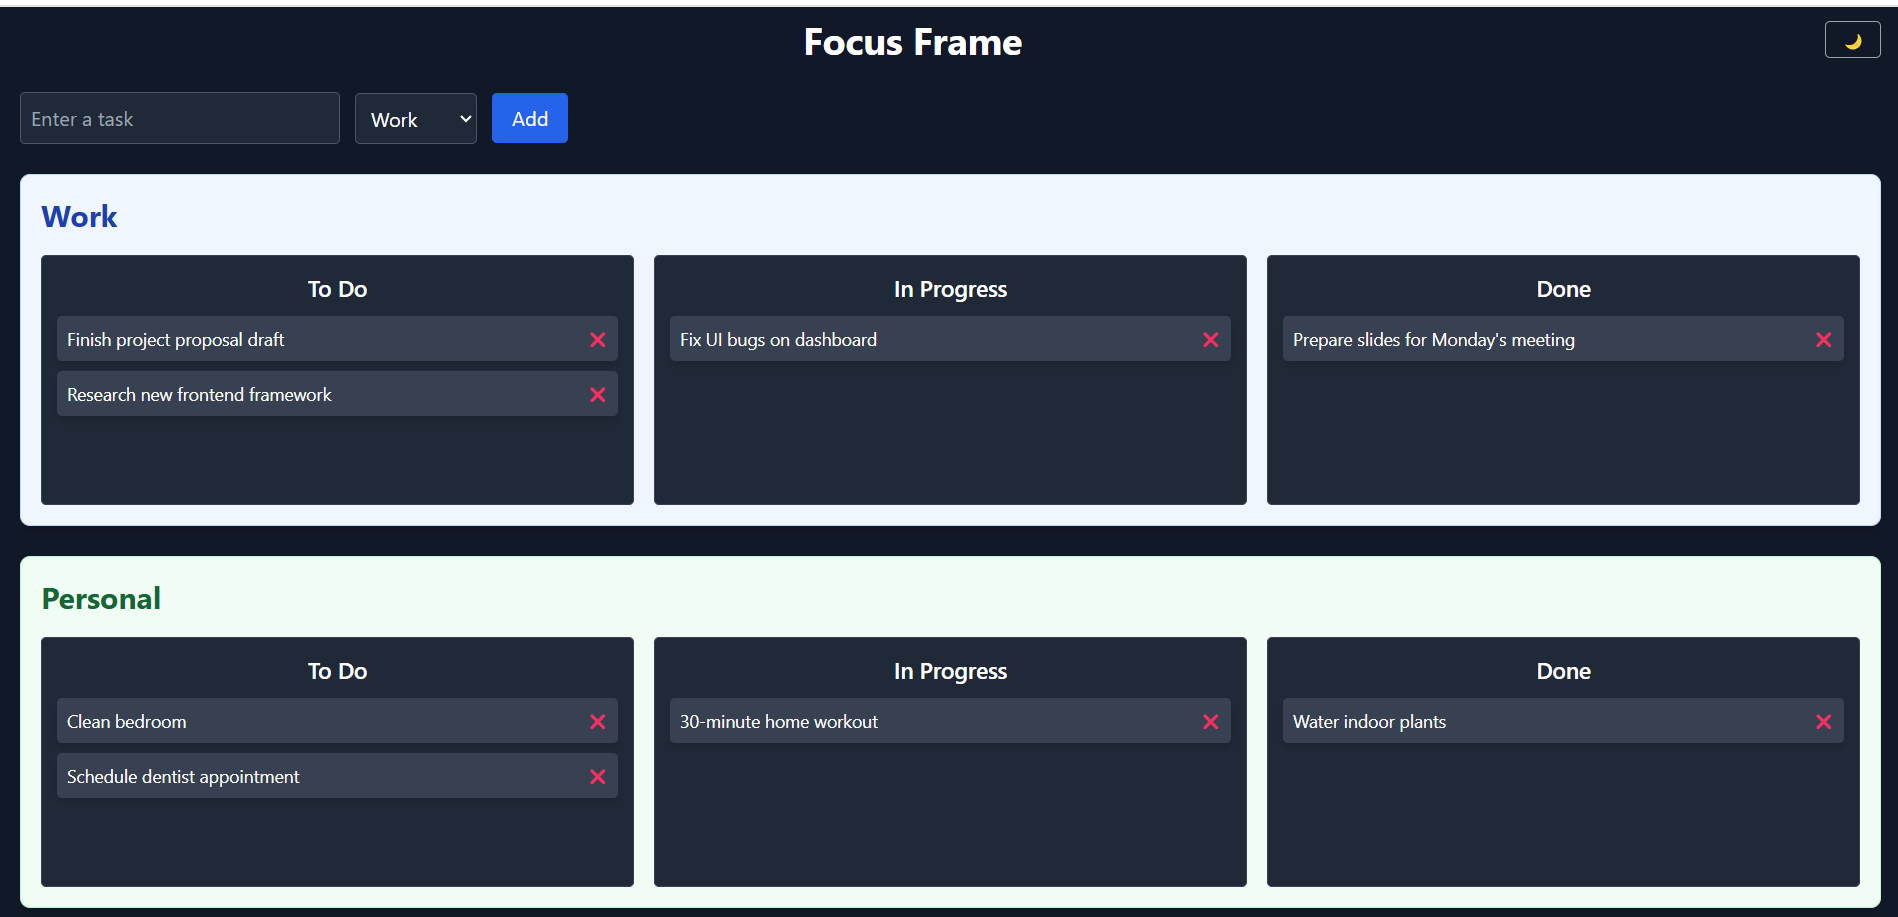 Focus Frame
Enter a task
Work
Add
Work
To Do
In Progress
Done
Finish project proposal draft
Fix UI bugs on dashboard
Prepare slides for Monday's meeting
Research new frontend framework
Personal
To Do
In Progress
Done
Clean bedroom
30-minute home workout
Water indoor plants
Schedule dentist appointment